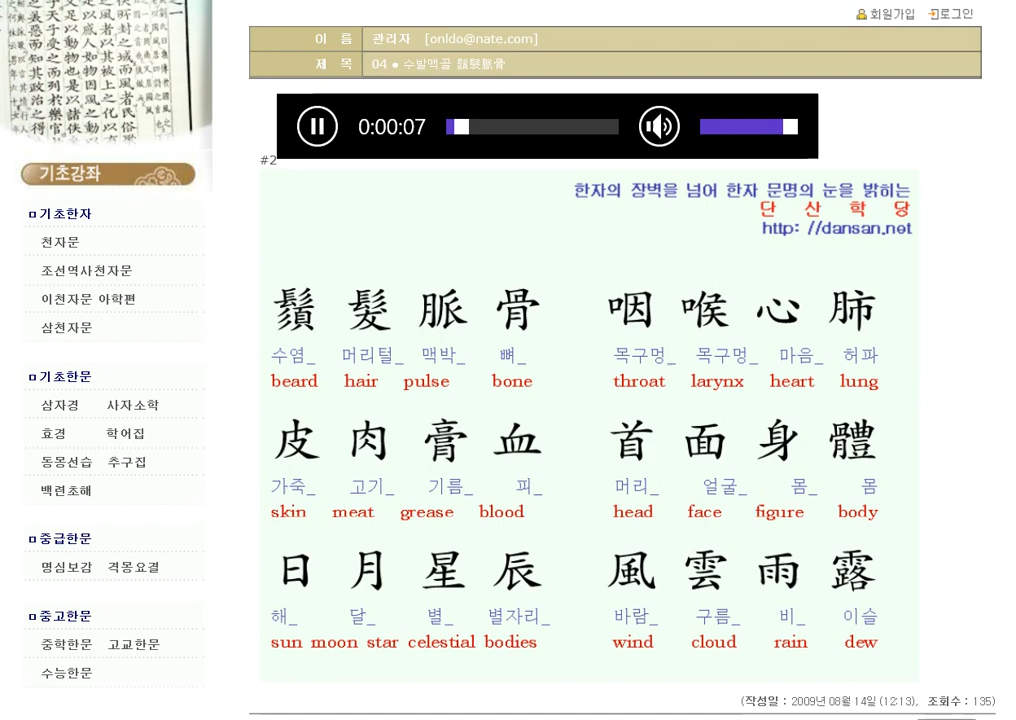 회원가입 로그인
이 름 관리자 [onldo@nate.com]
제 목 04 ● 수발맥골 鬚髮脈骨
0:00:07
#2
기초강좌
기초한자
천자문
조선역사천자문
이천자문 아학편
삼천자문
기초한문
삼자경 사자소학
효경 학어집
동몽선습 추구집
백련초해
중급한문
명심보감 격몽요결
중고한문
중학한문 고교한문
수능한문
한자의 장벽을 넘어 한자 문명의 눈을 밝히는
단 산 학 당
http: //dansan.net
鬚 髮 脈 骨 咽 喉 心 肺
수염_ 머리털_ 맥박_ 뼈_ 목구멍_ 목구멍_ 마음_ 허파
beard hair pulse bone throat larynx heart lung
皮 肉 膏 血 首 面 身 體
가죽_ 고기_ 기름_ 피_ 머리_ 얼굴_ 몸_ 몸
skin meat grease blood head face figure body
日 月 星 辰 風 雲 雨 露
해_ 달_ 별_ 별자리_ 바람_ 구름_ 비_ 이슬
sun moon star celestial bodies wind cloud rain dew
(작성일 : 2009년 08월 14일 (12:13), 조회수 : 135)